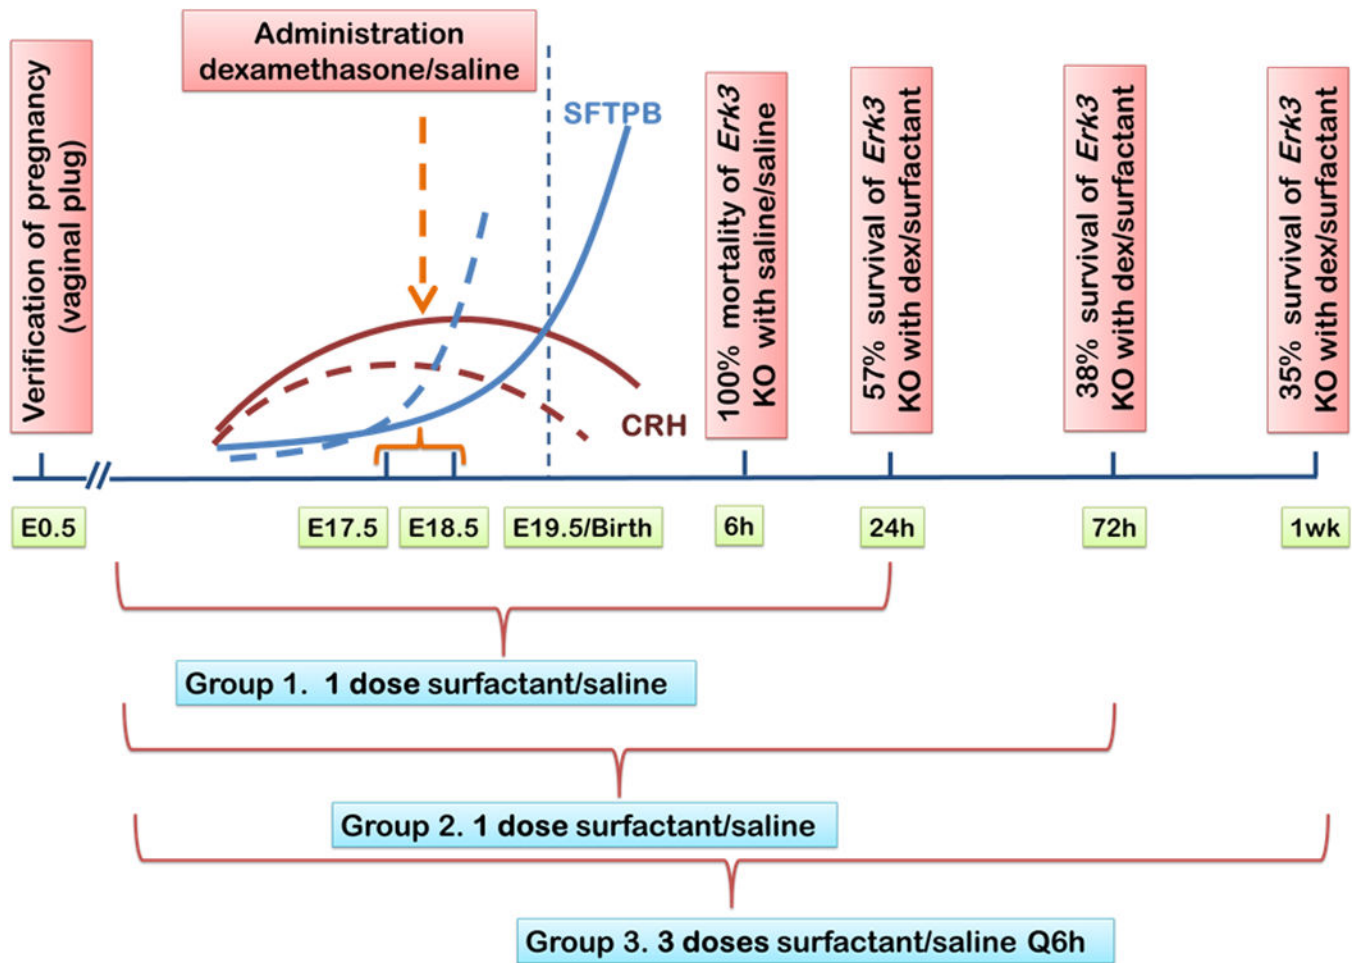 Verification of pregnancy
(vaginal plug)
Administration
dexamethasone/saline
SFTPB
CRH
100% mortality of Erk3
KO with saline/saline
57% survival of Erk3
KO with dex/surfactant
38% survival of Erk3
KO with dex/surfactant
35% survival of Erk3
KO with dex/surfactant
E0.5
E17.5
E18.5
E19.5/Birth
6h
24h
72h
1wk
Group 1. 1 dose surfactant/saline
Group 2. 1 dose surfactant/saline
Group 3. 3 doses surfactant/saline Q6h